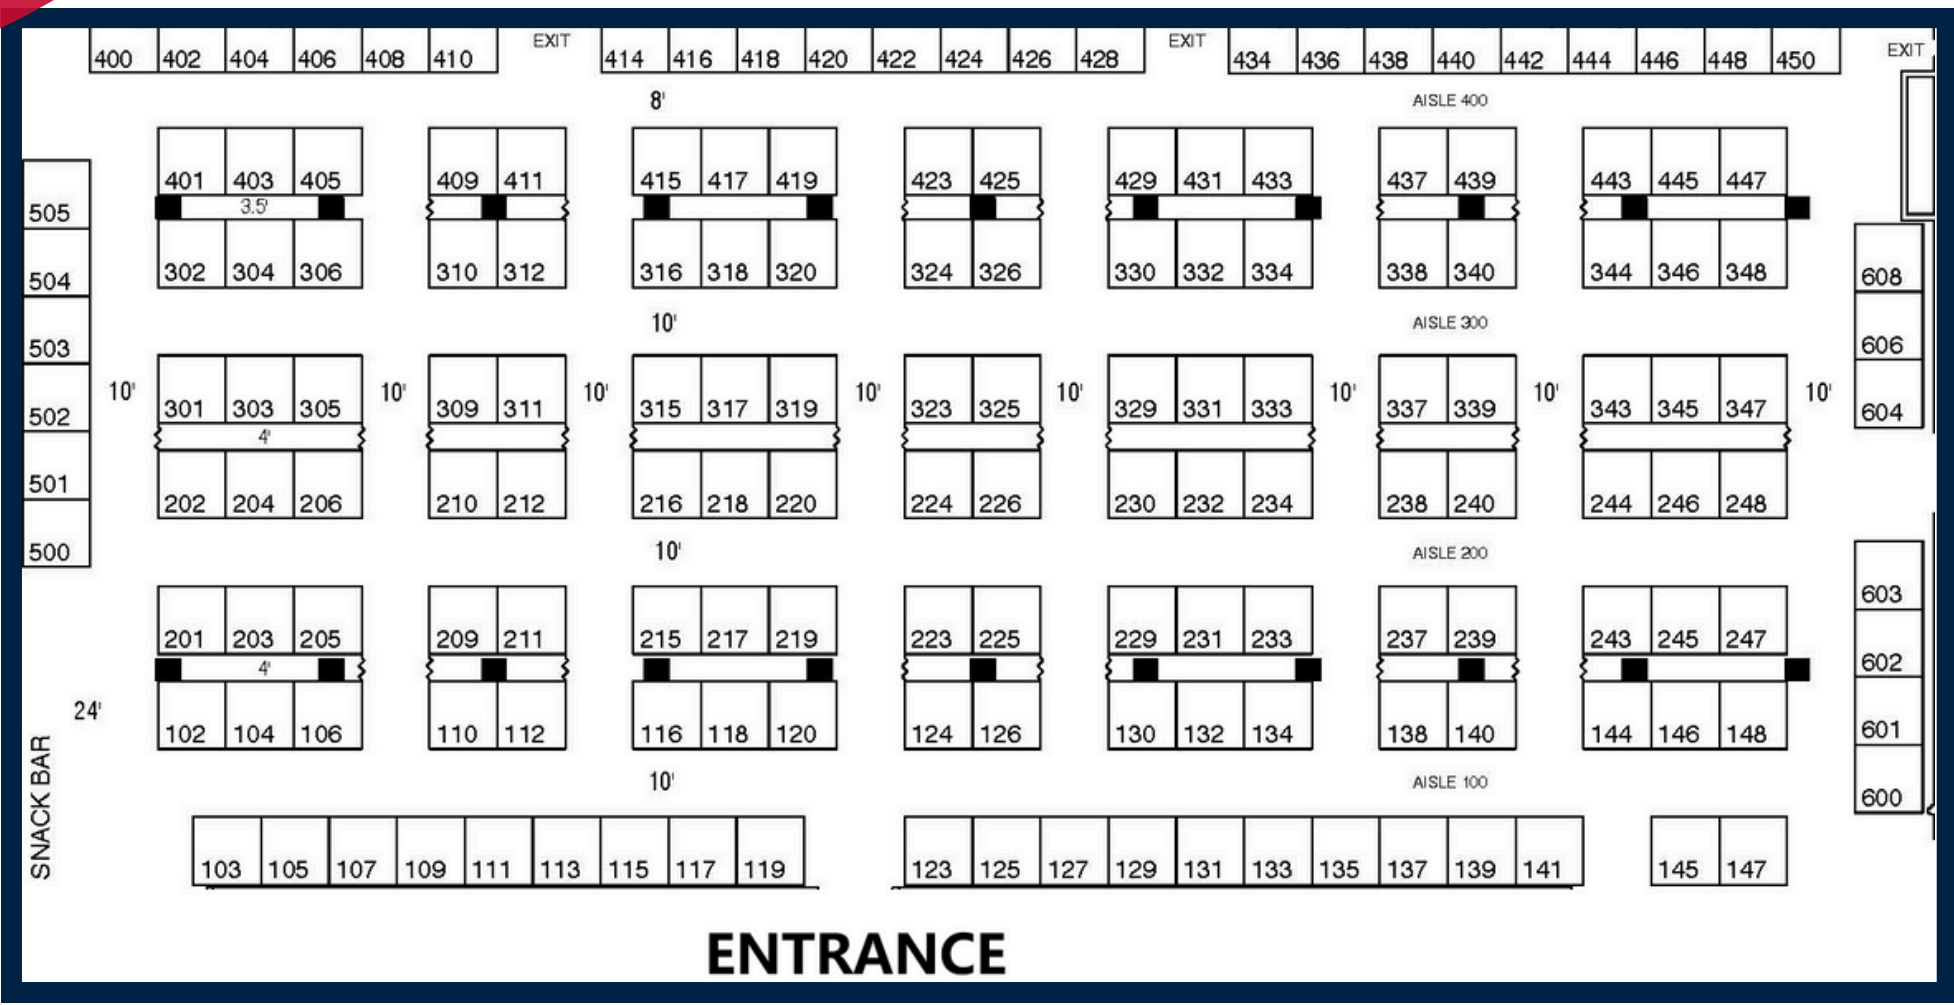 EXIT EXIT EXIT
400 402 404 406 408 410 414 416 418 420 422 424 426 428 434 436 438 440 442 444 446 448 450
8' AISLE 400
401 403 405 409 411 415 417 419 423 425 429 431 433 437 439 443 445 447
505 3.5'
302 304 306 310 312 316 318 320 324 326 330 332 334 338 340 344 346 348
504 608
10' AISLE 300
503 606
10' 10' 10' 10' 10' 10' 10' 10'
301 303 305 309 311 315 317 319 323 325 329 331 333 337 339 343 345 347
502 604
4'
501
202 204 206 210 212 216 218 220 224 226 230 232 234 238 240 244 246 248
500 10' AISLE 200
603
201 203 205 209 211 215 217 219 223 225 229 231 233 237 239 243 245 247
4' 602
24'
102 104 106 110 112 116 118 120 124 126 130 132 134 138 140 144 146 148
601
10' AISLE 100
600
SNACK BAR
103 105 107 109 111 113 115 117 119 123 125 127 129 131 133 135 137 139 141 145 147
ENTRANCE